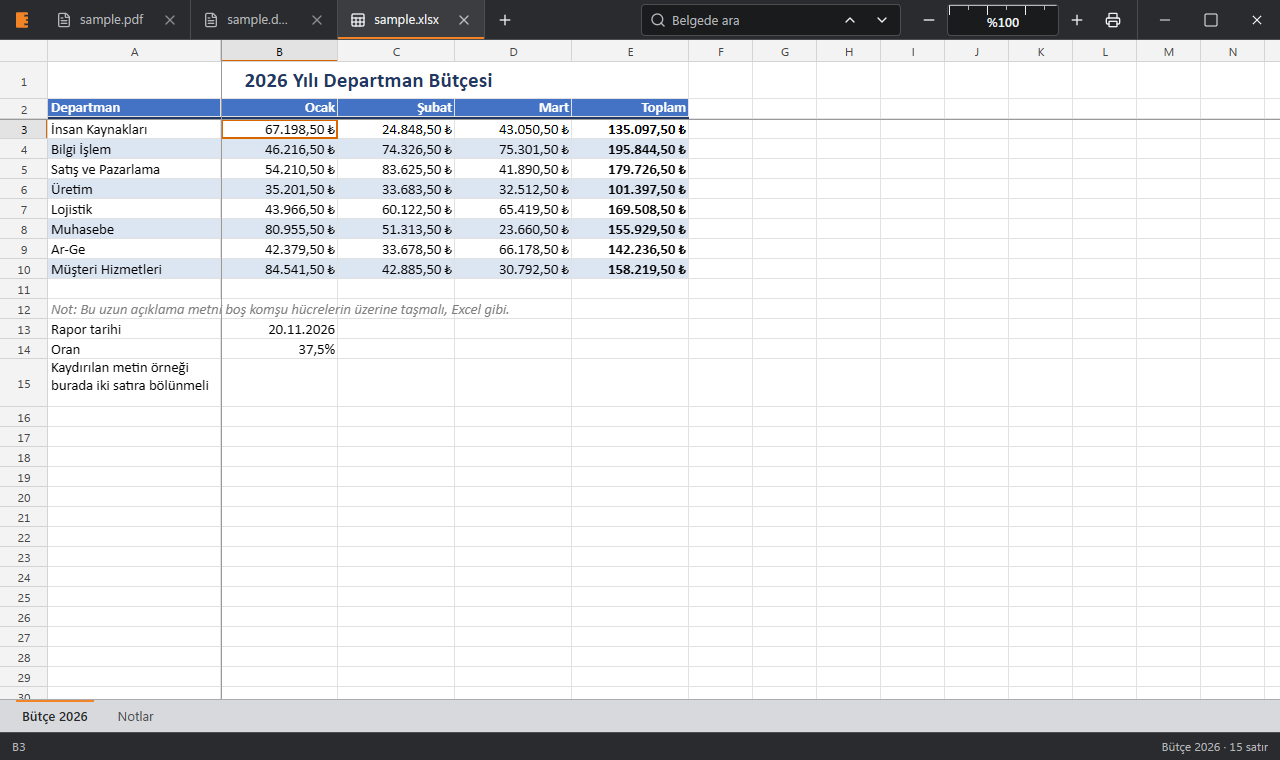 sample.pdf sample.d... sample.xlsx Belgede ara %100
A B C D E F G H I J K L M N
1 2026 Yılı Departman Bütçesi
2 Departman Ocak Şubat Mart Toplam
3 İnsan Kaynakları 67.198,50 ₺ 24.848,50 ₺ 43.050,50 ₺ 135.097,50 ₺
4 Bilgi İşlem 46.216,50 ₺ 74.326,50 ₺ 75.301,50 ₺ 195.844,50 ₺
5 Satış ve Pazarlama 54.210,50 ₺ 83.625,50 ₺ 41.890,50 ₺ 179.726,50 ₺
6 Üretim 35.201,50 ₺ 33.683,50 ₺ 32.512,50 ₺ 101.397,50 ₺
7 Lojistik 43.966,50 ₺ 60.122,50 ₺ 65.419,50 ₺ 169.508,50 ₺
8 Muhasebe 80.955,50 ₺ 51.313,50 ₺ 23.660,50 ₺ 155.929,50 ₺
9 Ar-Ge 42.379,50 ₺ 33.678,50 ₺ 66.178,50 ₺ 142.236,50 ₺
10 Müşteri Hizmetleri 84.541,50 ₺ 42.885,50 ₺ 30.792,50 ₺ 158.219,50 ₺
11
12 Not: Bu uzun açıklama metni boş komşu hücrelerin üzerine taşmalı, Excel gibi.
13 Rapor tarihi 20.11.2026
14 Oran 37,5%
Kaydırılan metin örneği
15 burada iki satıra bölünmeli
16
17
18
19
20
21
22
23
24
25
26
27
28
29
30
Bütçe 2026 Notlar
B3 Bütçe 2026 · 15 satır